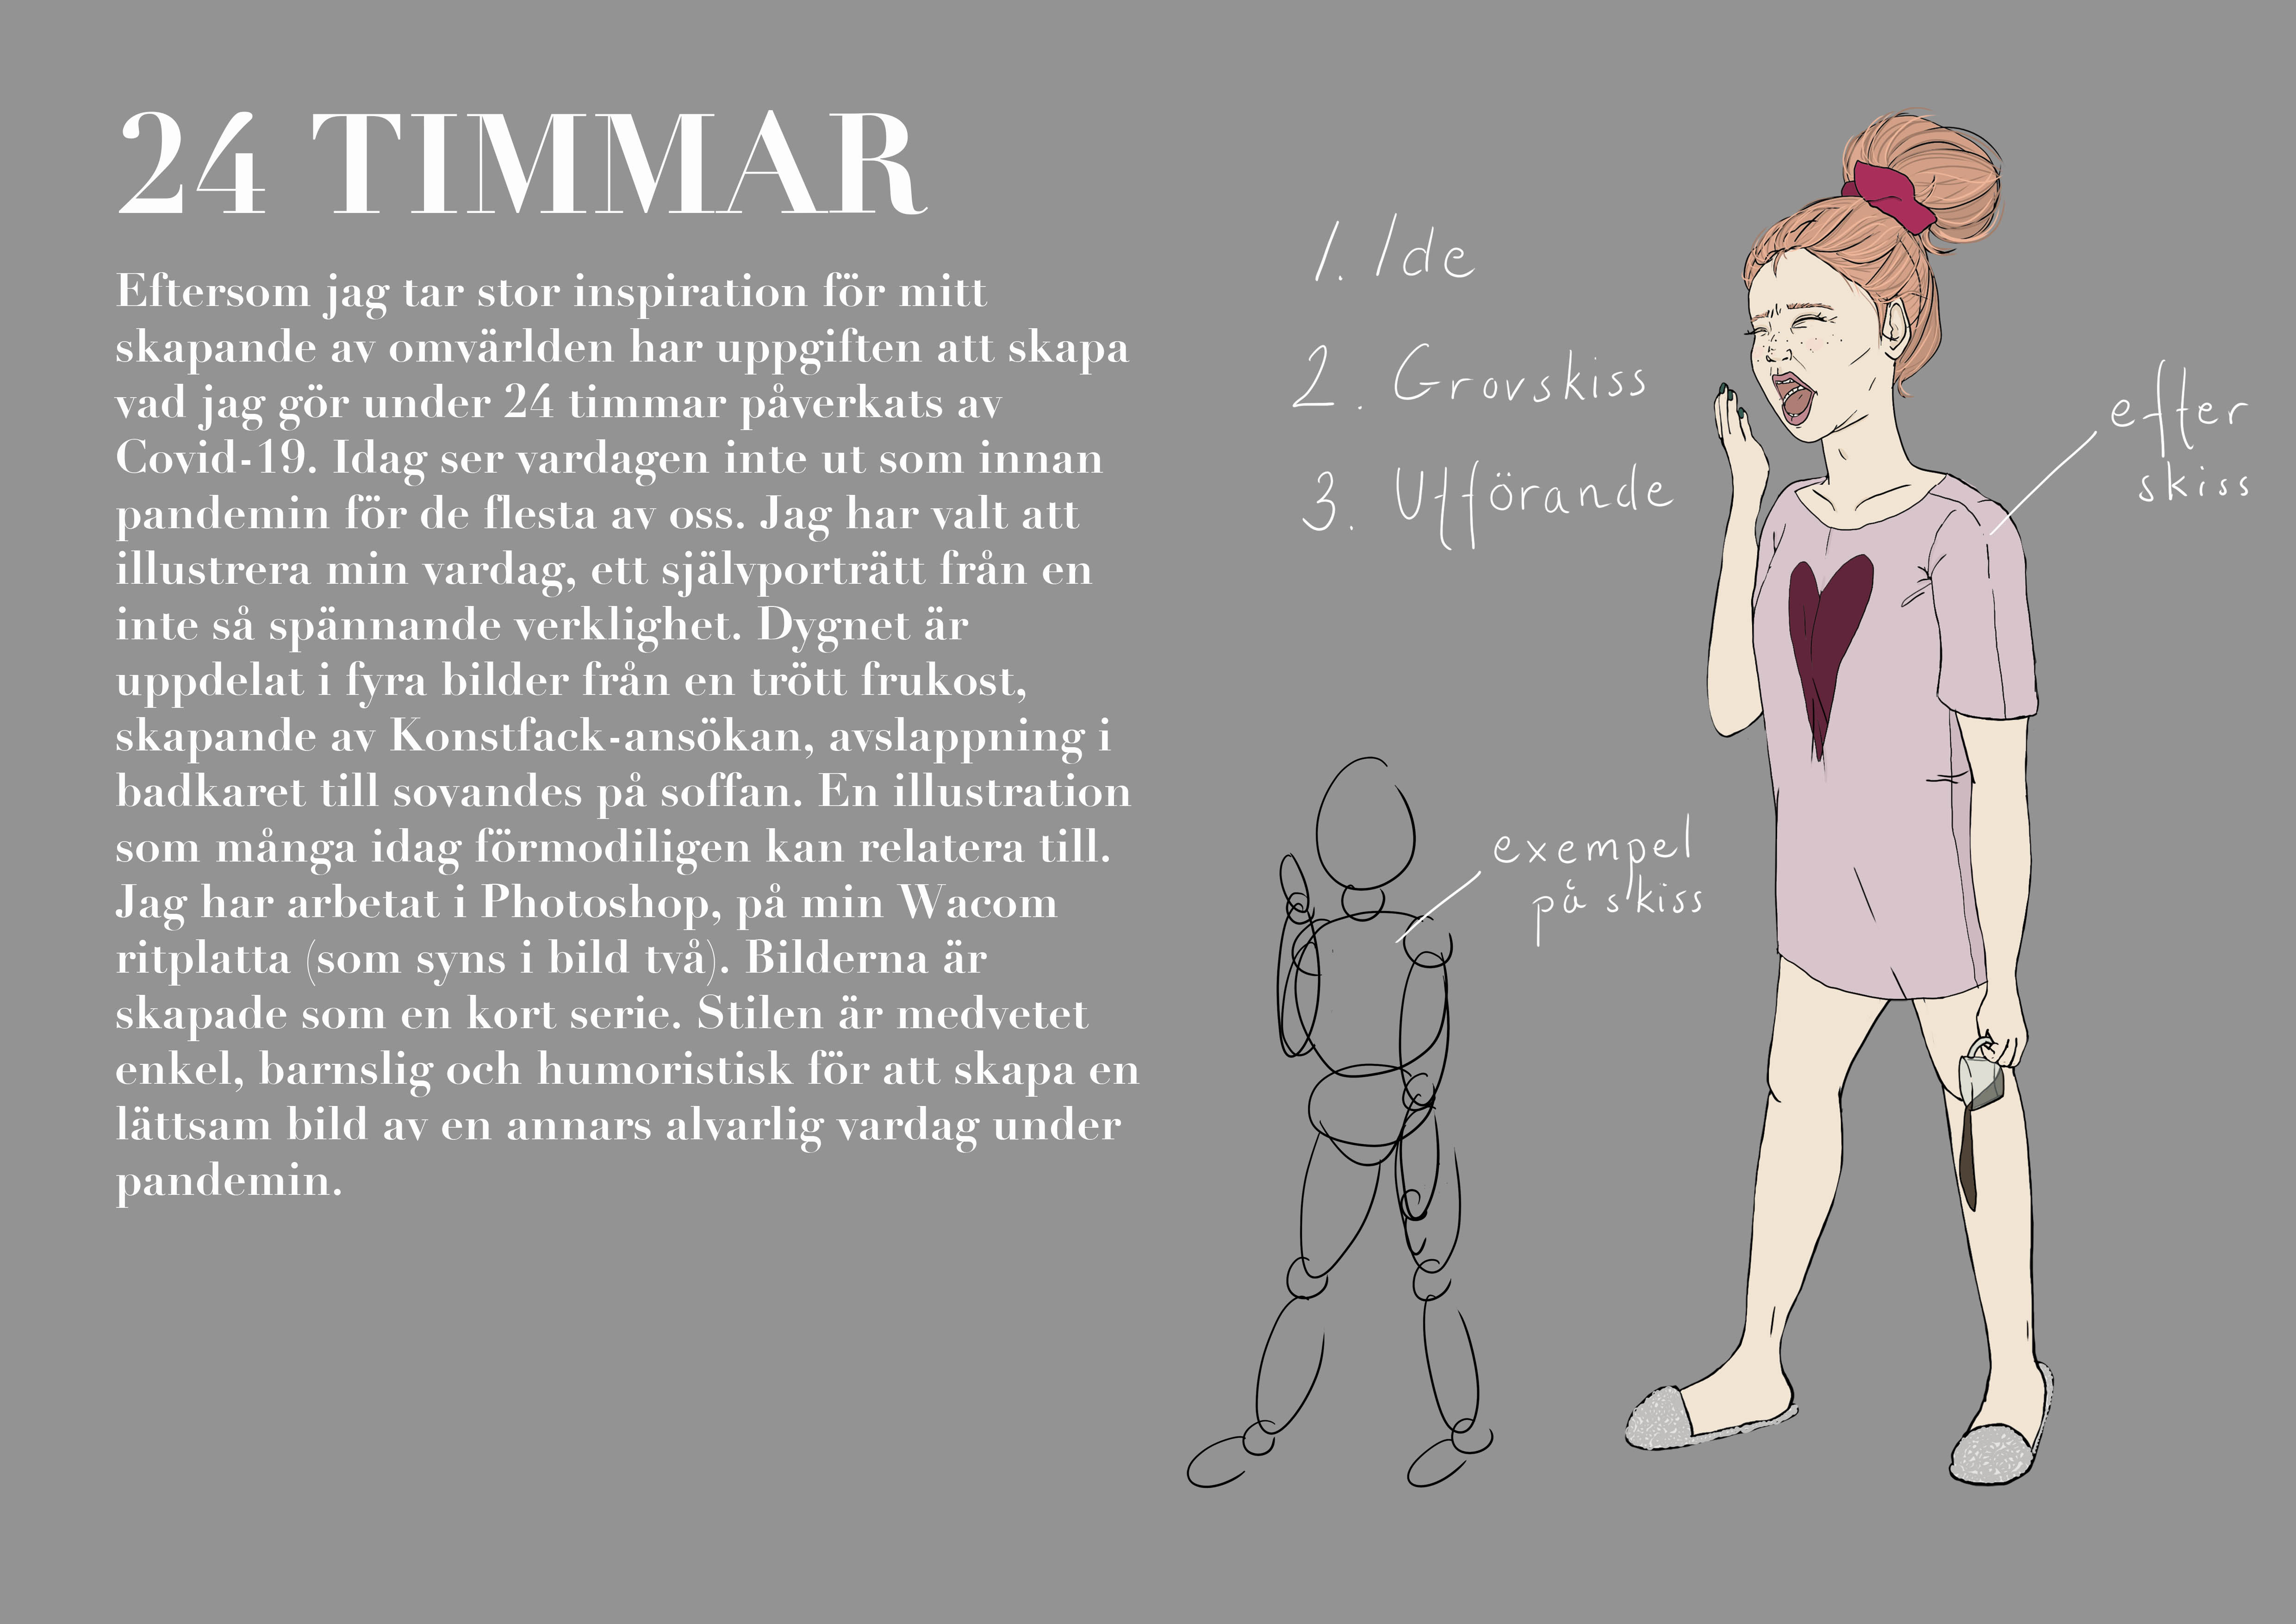 24 TIMMAR
Eftersom jag tar stor inspiration för mitt
skapande av omvärlden har uppgiften att skapa
vad jag gör under 24 timmar påverkats av
Covid-19. Idag ser vardagen inte ut som innan
pandemin för de flesta av oss. Jag har valt att
illustrera min vardag, ett självporträtt från en
inte så spännande verklighet. Dygnet är
uppdelat i fyra bilder från en trött frukost,
skapande av Konstfack-ansökan, avslappning i
badkaret till sovandes på soffan. En illustration
som många idag förmodiligen kan relatera till.
Jag har arbetat i Photoshop, på min Wacom
ritplatta (som syns i bild två). Bilderna är
skapade som en kort serie. Stilen är medvetet
enkel, barnslig och humoristisk för att skapa en
lättsam bild av en annars alvarlig vardag under
pandemin.
1. Ide
2. Grovskiss
3. Utförande
efter
skiss
exempel
på skiss